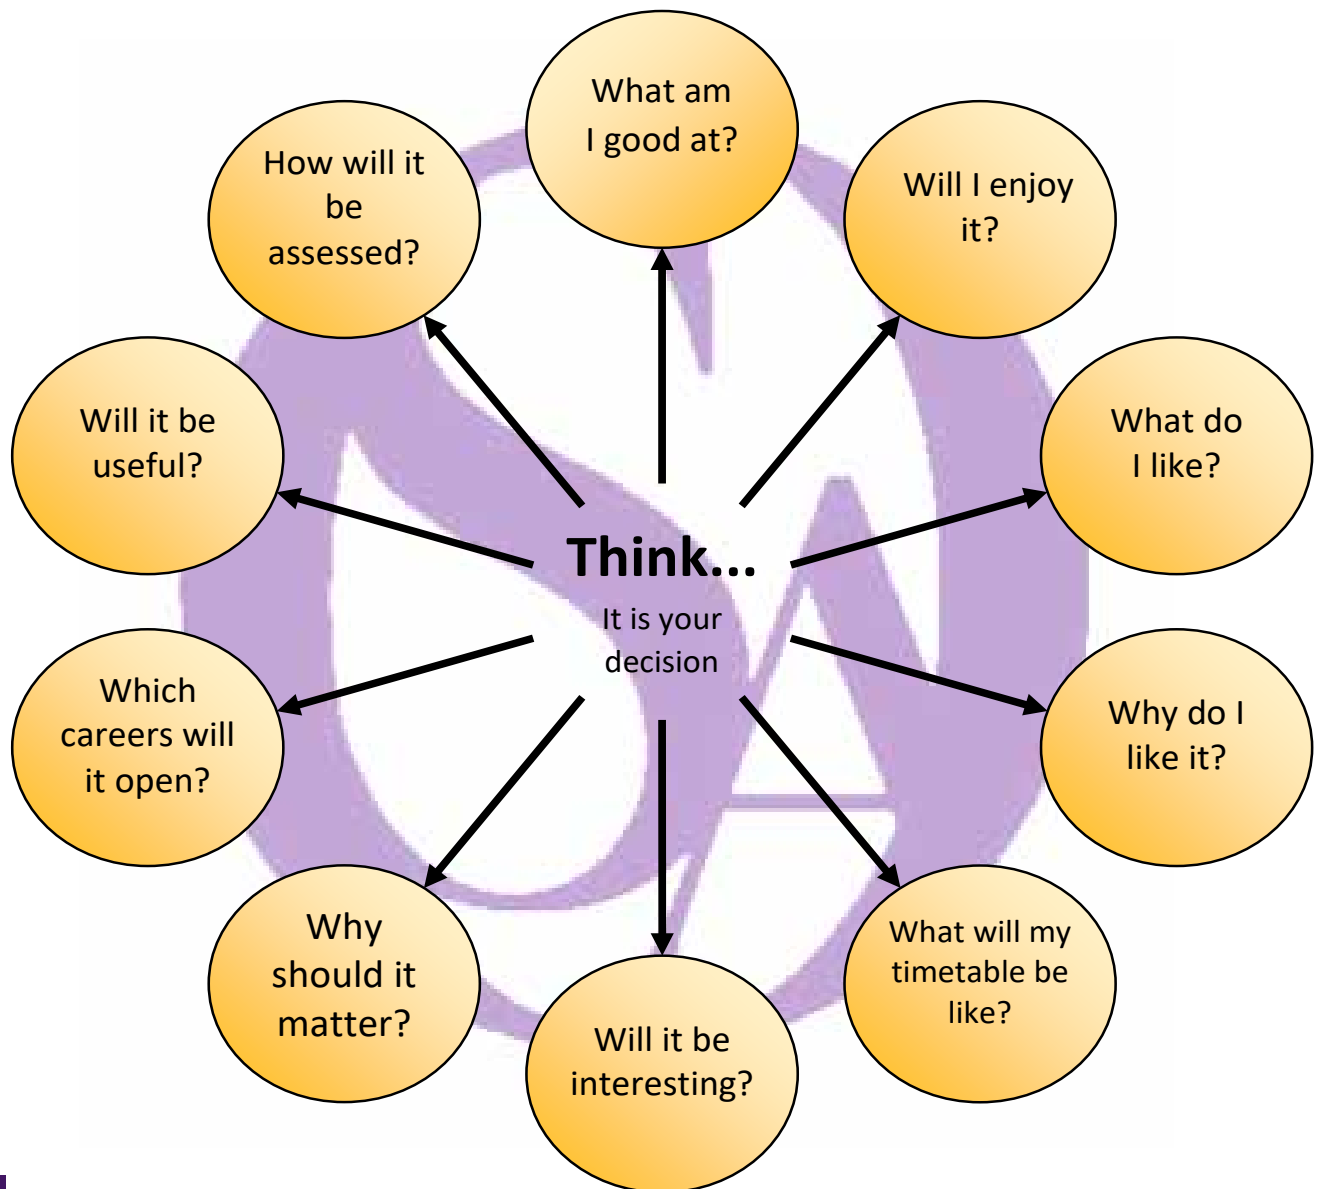 What am
I good at?
Will I enjoy
it?
What do
I like?
Why do I
like it?
What will my
timetable be
like?
Will it be
interesting?
Why
should it
matter?
Which
careers will
it open?
Will it be
useful?
How will it
be
assessed?
Think...
It is your
decision
SA